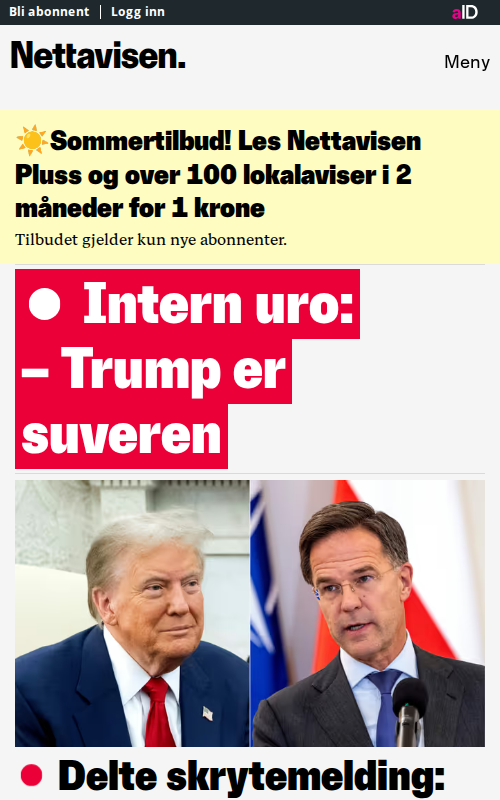 Bli abonnent | Logg inn
aID
Nettavisen.
Meny
Sommertilbud! Les Nettavisen
Pluss og over 100 lokalaviser i 2
måneder for 1 krone
Tilbudet gjelder kun nye abonnenter.
Intern uro:
– Trump er
suveren
Delte skrytemelding: